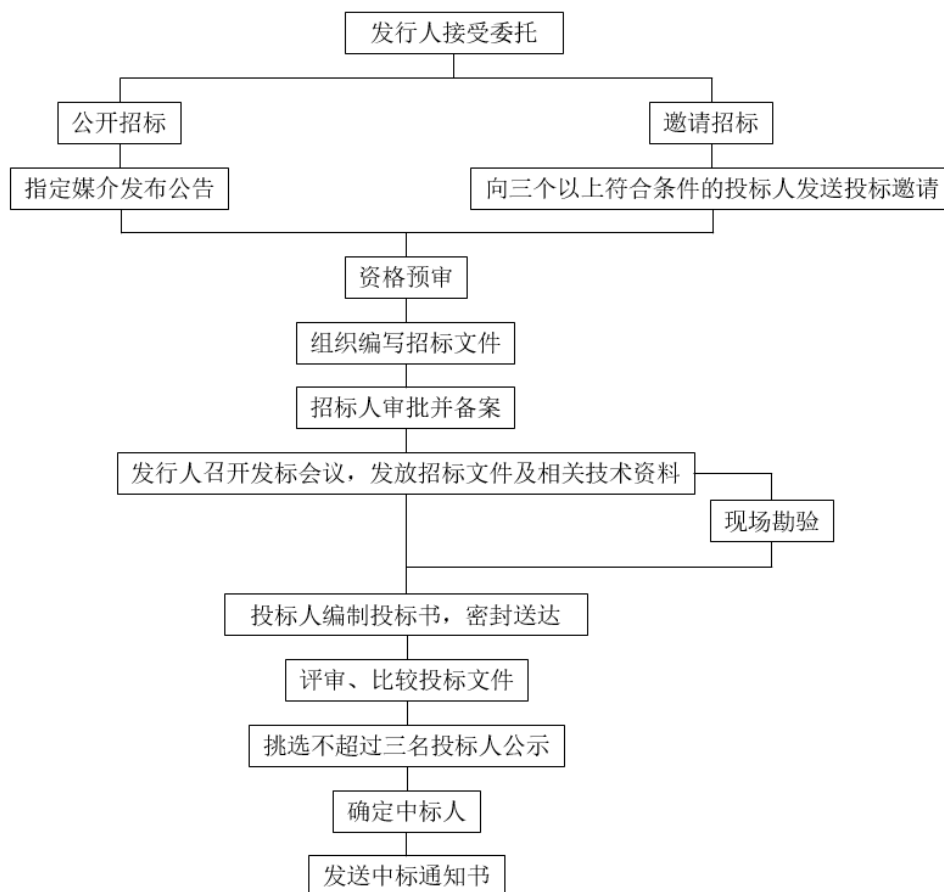 发行人接受委托
公开招标
邀请招标
指定媒介发布公告
向三个以上符合条件的投标人发送投标邀请
资格预审
组织编写招标文件
招标人审批并备案
发行人召开发标会议，发放招标文件及相关技术资料
现场勘验
投标人编制投标书，密封送达
评审、比较投标文件
挑选不超过三名投标人公示
确定中标人
发送中标通知书